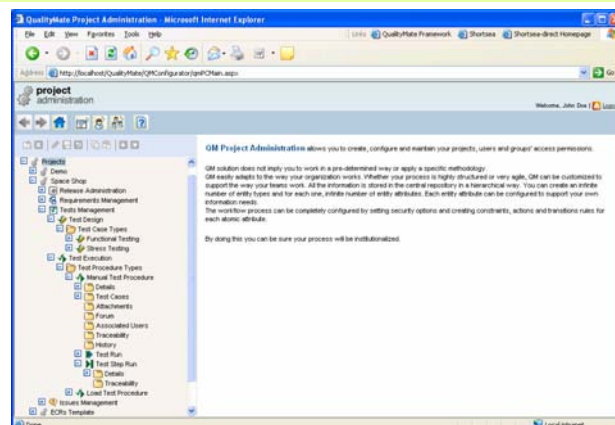 QualityMate Project Administration - Microsoft Internet Explorer
File Edit View Favorites Tools Help
Links QualityMate Framework Shortsea Shortsea-direct Homepage
Address http://localhost/QualityMate/QMConfigurator/qmPCMain.aspx Go
project
administration
Welcome, John Doe |
QM Project Administration allows you to create, configure and maintain your projects, users and groups' access permissions.
QM solution does not imply you to work in a pre-determined way or apply a specific methodology.
QM easily adapts to the way your organization works. Whether your process is highly structured or very agile, QM can be customized to
support the way your teams work. All the information is stored in the central repository in a hierarchical way. You can create an infinite
number of entity types and for each one, infinite number of entity attributes. Each entity attribute can be configured to support your own
information needs.
The workflow process can be completely configured by setting security options and creating constraints, actions and transitions rules for
each atomic attribute.
By doing this you can be sure your process will be institutionalized.
Projects
Demo
Space Shop
Release Administration
Requirements Management
Tests Management
Test Design
Test Case Types
Functional Testing
Stress Testing
Test Execution
Test Procedure Types
Manual Test Procedure
Details
Test Cases
Attachments
Forum
Associated Users
Traceability
History
Test Run
Test Step Run
Details
Traceability
Load Test Procedure
Issues Management
ECRs Template
Done
Local intranet